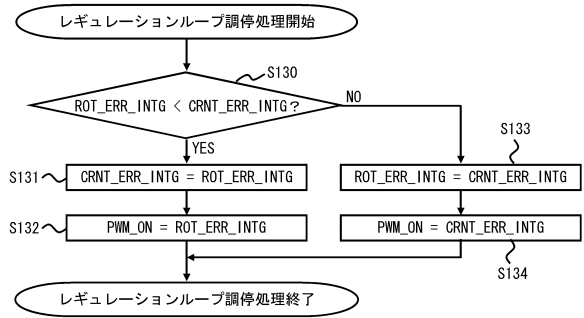 レギュレーションループ調停処理開始
S130
ROT_ERR_INTG < CRNT_ERR_INTG?
NO
YES
S133
S131
CRNT_ERR_INTG = ROT_ERR_INTG
ROT_ERR_INTG = CRNT_ERR_INTG
S132
PWM_ON = ROT_ERR_INTG
PWM_ON = CRNT_ERR_INTG
S134
レギュレーションループ調停処理終了